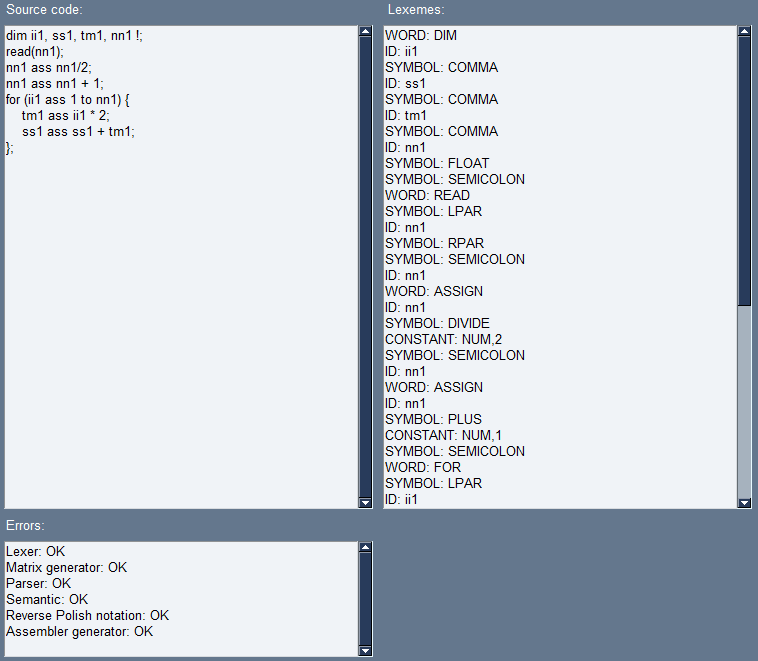 Source code:
dim ii1, ss1, tm1, nn1 !;
read(nn1);
nn1 ass nn1/2;
nn1 ass nn1 + 1;
for (ii1 ass 1 to nn1) {
    tm1 ass ii1 * 2;
    ss1 ass ss1 + tm1;
};
Lexemes:
WORD: DIM
ID: ii1
SYMBOL: COMMA
ID: ss1
SYMBOL: COMMA
ID: tm1
SYMBOL: COMMA
ID: nn1
SYMBOL: FLOAT
SYMBOL: SEMICOLON
WORD: READ
SYMBOL: LPAR
ID: nn1
SYMBOL: RPAR
SYMBOL: SEMICOLON
ID: nn1
WORD: ASSIGN
ID: nn1
SYMBOL: DIVIDE
CONSTANT: NUM,2
SYMBOL: SEMICOLON
ID: nn1
WORD: ASSIGN
ID: nn1
SYMBOL: PLUS
CONSTANT: NUM,1
SYMBOL: SEMICOLON
WORD: FOR
SYMBOL: LPAR
ID: ii1
Errors:
Lexer: OK
Matrix generator: OK
Parser: OK
Semantic: OK
Reverse Polish notation: OK
Assembler generator: OK